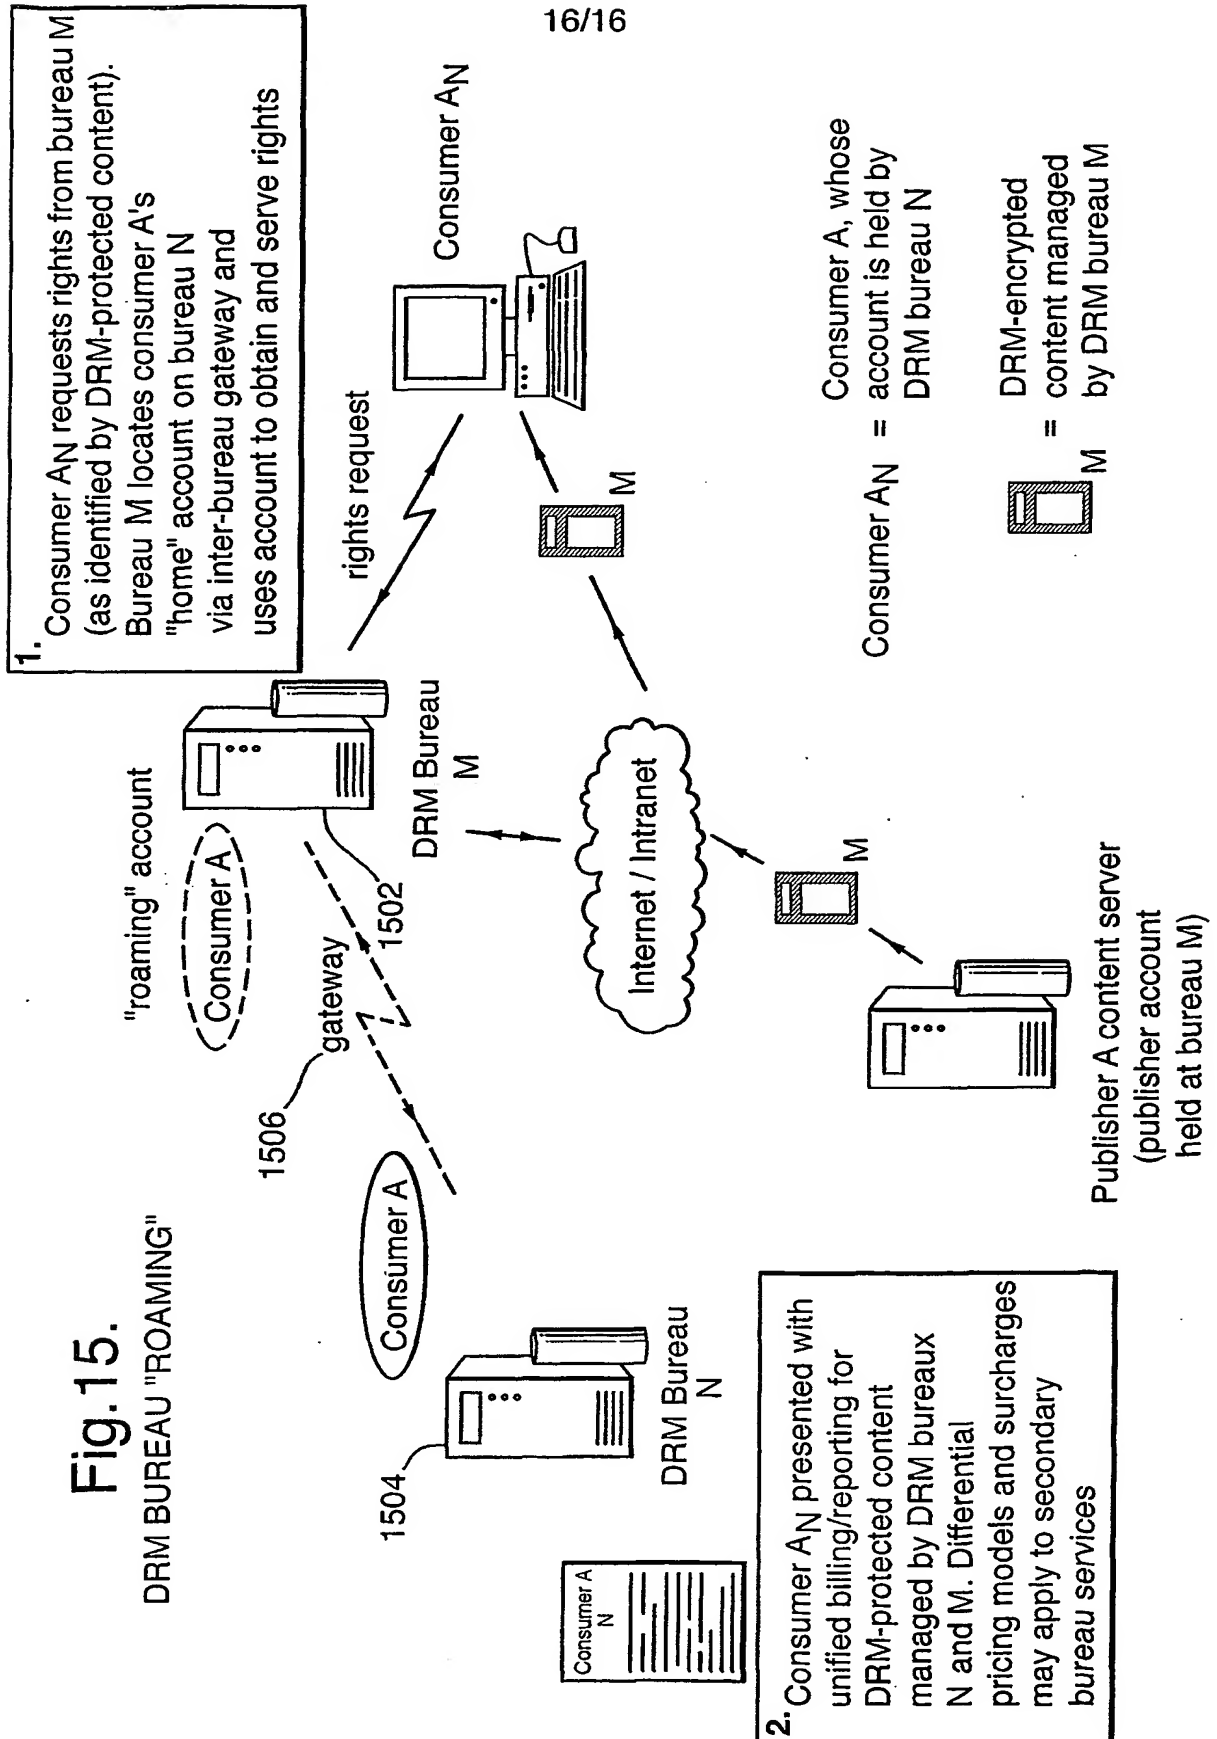 16/16
Fig.15.
DRM BUREAU "ROAMING"
1.
Consumer AN requests rights from bureau M
(as identified by DRM-protected content).
Bureau M locates consumer A's
"home" account on bureau N
via inter-bureau gateway and
uses account to obtain and serve rights
"roaming" account
Consumer A
1502
DRM Bureau
M
rights request
Consumer AN
M
1506
gateway
Consumer A
1504
DRM Bureau
N
Internet / Intranet
M
Publisher A content server
(publisher account
held at bureau M)
Consumer A
N
2. Consumer AN presented with
unified billing/reporting for
DRM-protected content
managed by DRM bureaux
N and M. Differential
pricing models and surcharges
may apply to secondary
bureau services
Consumer AN = Consumer A, whose
account is held by
DRM bureau N
M = DRM-encrypted
content managed
by DRM bureau M